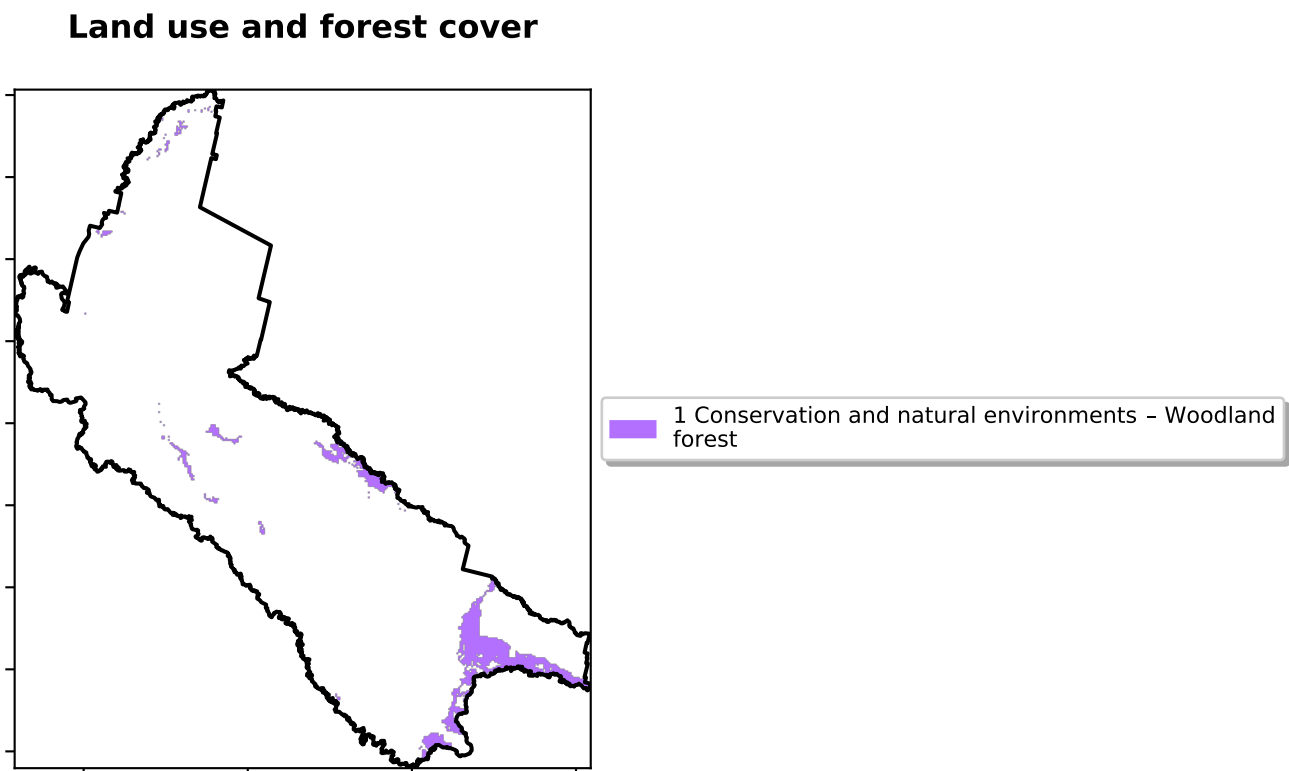 Land use and forest cover
1 Conservation and natural environments – Woodland
forest